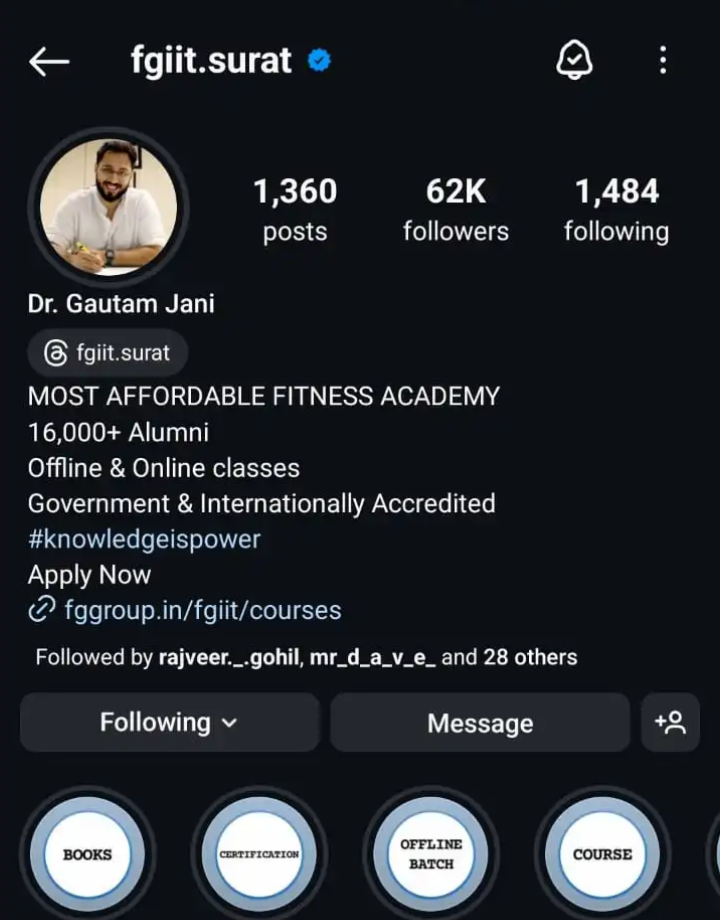 fgiit.surat
1,360 62K 1,484
posts followers following
Dr. Gautam Jani
fgiit.surat
MOST AFFORDABLE FITNESS ACADEMY
16,000+ Alumni
Offline & Online classes
Government & Internationally Accredited
#knowledgeispower
Apply Now
fggroup.in/fgiit/courses
Followed by rajveer._.gohil, mr_d_a_v_e_ and 28 others
Following Message
BOOKS CERTIFICATION OFFLINE BATCH COURSE